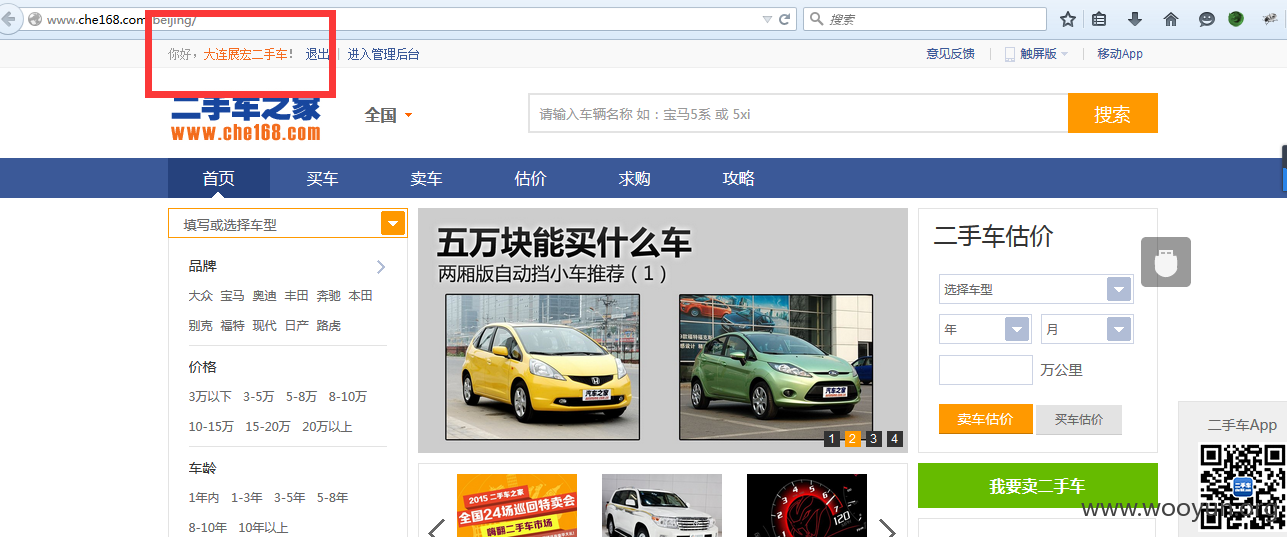 www.che168.com/beijing/
搜索
你好，大连展宏二手车！ 退出 | 进入管理后台
意见反馈 | 触屏版 | 移动App
二手车之家
www.che168.com
全国
请输入车辆名称 如：宝马5系 或 5xi
搜索
首页 买车 卖车 估价 求购 攻略
填写或选择车型
品牌
大众 宝马 奥迪 丰田 奔驰 本田
别克 福特 现代 日产 路虎
价格
3万以下 3-5万 5-8万 8-10万
10-15万 15-20万 20万以上
车龄
1年内 1-3年 3-5年 5-8年
8-10年 10年以上
五万块能买什么车
两厢版自动挡小车推荐（1）
汽车之家
汽车之家
1 2 3 4
2015 二手车之家
全国24场巡回特卖会
嗨翻二手车市场
120
二手车估价
选择车型
年 月
万公里
卖车估价 买车估价
我要卖二手车
二手车App
二手车
www.wooyun.org